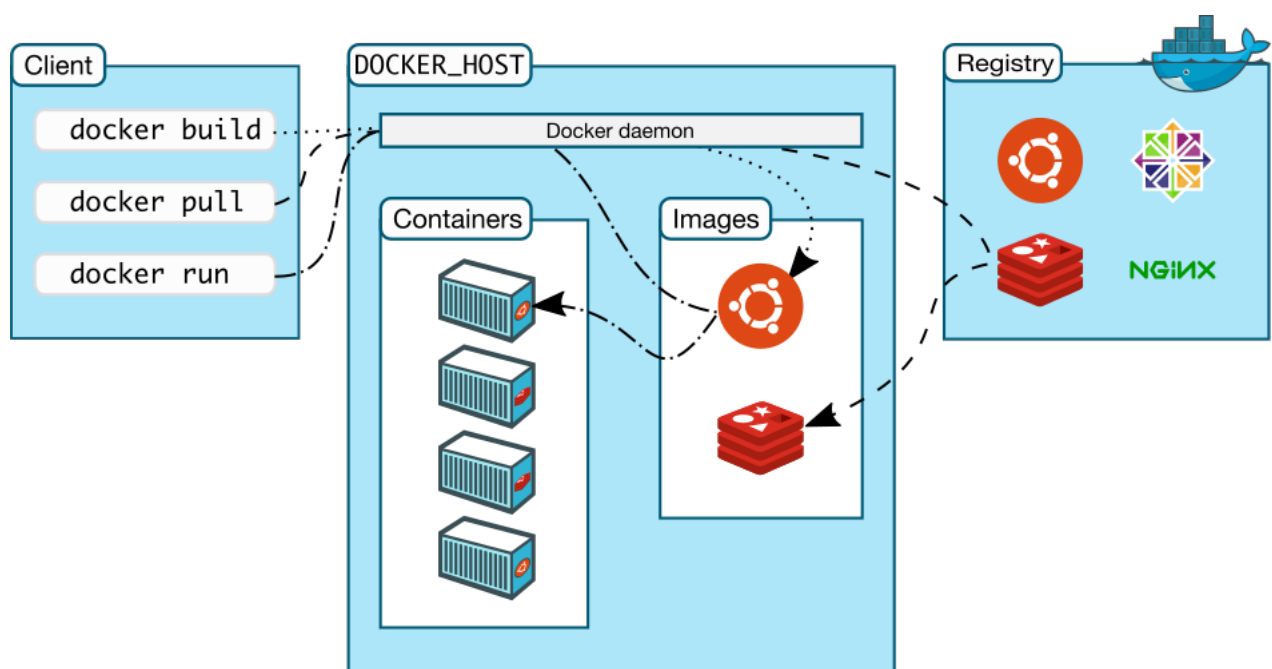 Client
docker build
docker pull
docker run
DOCKER_HOST
Docker daemon
Containers
Images
Registry
NGINX